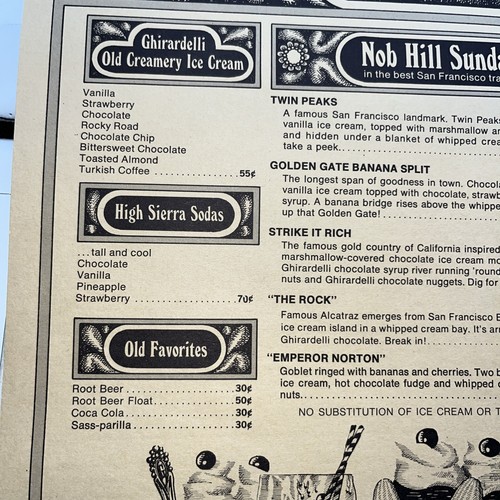 Ghirardelli
Old Creamery Ice Cream
Vanilla
Strawberry
Chocolate
Rocky Road
Chocolate Chip
Bittersweet Chocolate
Toasted Almond
Turkish Coffee .................. 55¢
High Sierra Sodas
...tall and cool
Chocolate
Vanilla
Pineapple
Strawberry ....................... 70¢
Old Favorites
Root Beer ........................ 30¢
Root Beer Float ................. 50¢
Coca Cola ........................ 30¢
Sass-parilla ...................... 30¢
Nob Hill
in the best San Francisco
TWIN PEAKS
A famous San Francisco landmark. Twin Peaks
vanilla ice cream, topped with marshmallow
and hidden under a blanket of whipped
take a peek.
GOLDEN GATE BANANA SPLIT
The longest span of goodness in town.
vanilla ice cream topped with chocolate,
syrup. A banana bridge rises above the
up that Golden Gate!
STRIKE IT RICH
The famous gold country of California inspired
marshmallow-covered chocolate ice cream
Ghirardelli chocolate syrup river running 'round
nuts and Ghirardelli chocolate nuggets. Dig for
"THE ROCK"
Famous Alcatraz emerges from San Francisco
ice cream island in a whipped cream bay. It's
Ghirardelli chocolate. Break in!
"EMPEROR NORTON"
Goblet ringed with bananas and cherries. Two
ice cream, hot chocolate fudge and whipped
nuts.
NO SUBSTITUTION OF ICE CREAM OR